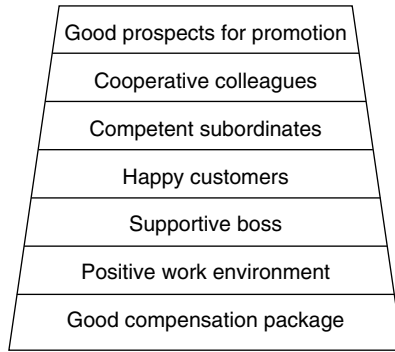 Good prospects for promotion
Cooperative colleagues
Competent subordinates
Happy customers
Supportive boss
Positive work environment
Good compensation package